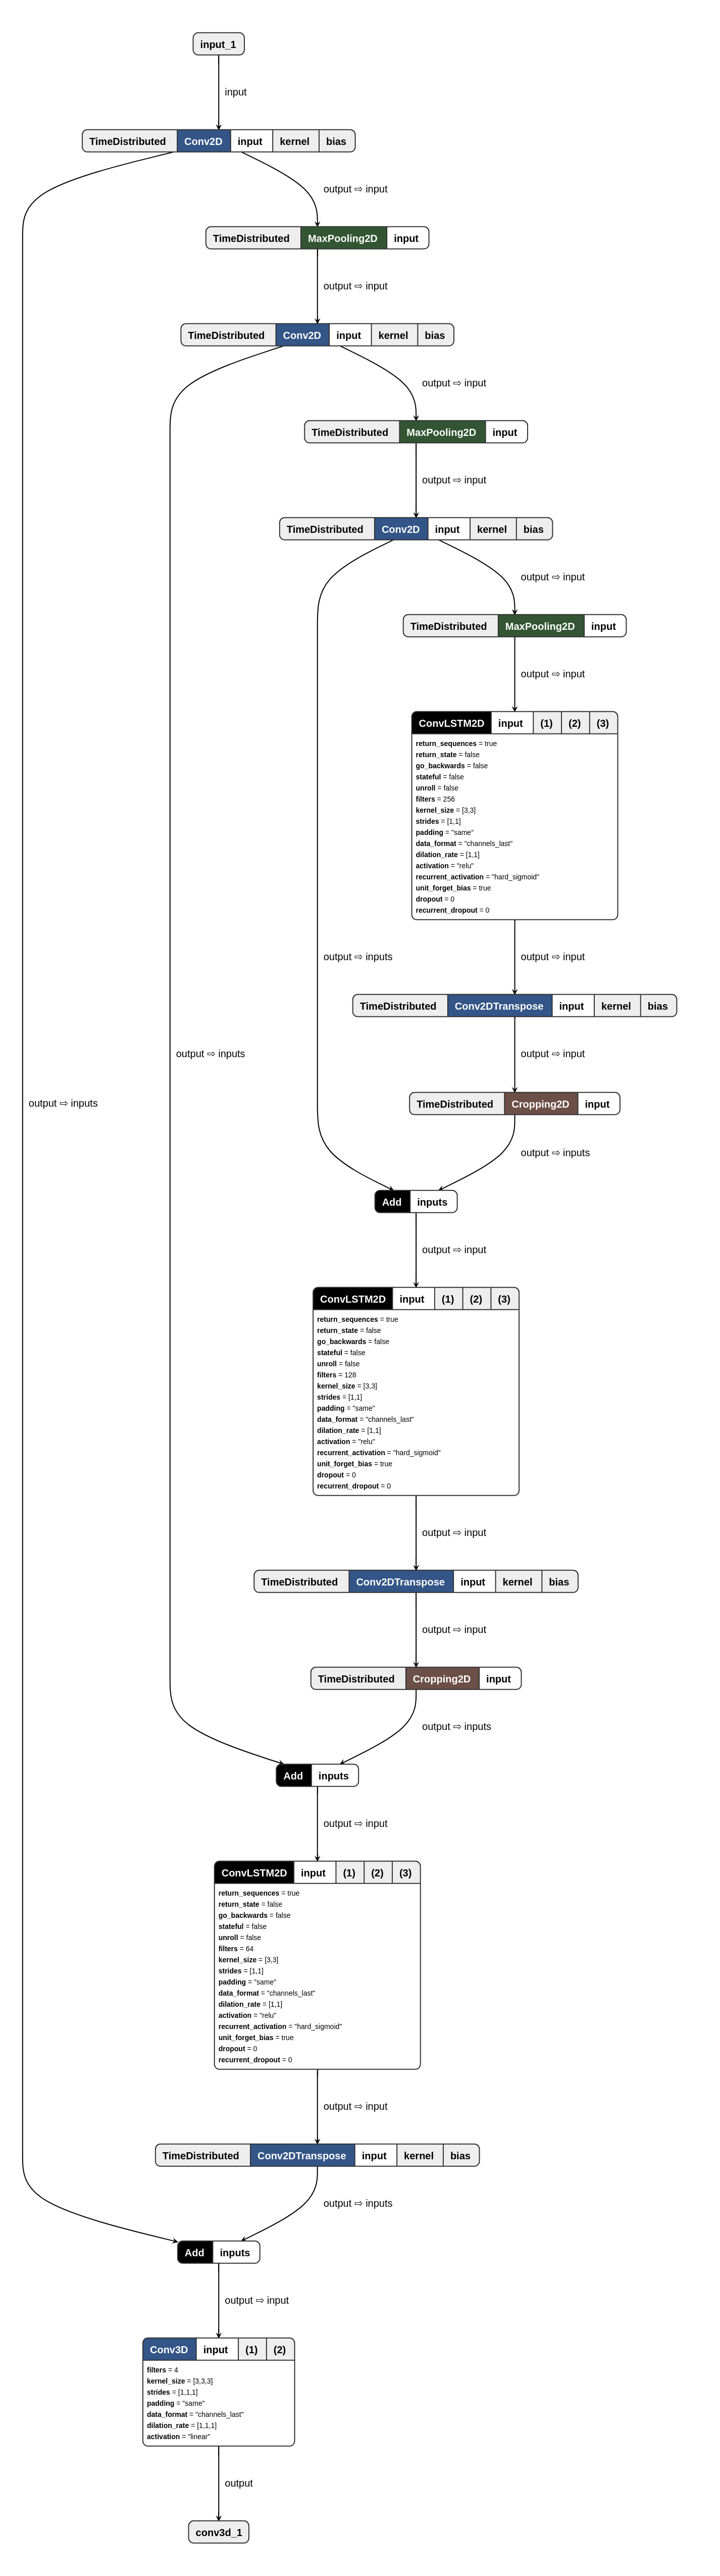 input_1
input
TimeDistributed Conv2D input kernel bias
output ⇨ input
TimeDistributed MaxPooling2D input
output ⇨ input
TimeDistributed Conv2D input kernel bias
output ⇨ input
TimeDistributed MaxPooling2D input
output ⇨ input
TimeDistributed Conv2D input kernel bias
output ⇨ input
TimeDistributed MaxPooling2D input
output ⇨ input
ConvLSTM2D input ⟨1⟩ ⟨2⟩ ⟨3⟩
return_sequences = true
return_state = false
go_backwards = false
stateful = false
unroll = false
filters = 256
kernel_size = [3,3]
strides = [1,1]
padding = "same"
data_format = "channels_last"
dilation_rate = [1,1]
activation = "relu"
recurrent_activation = "hard_sigmoid"
unit_forget_bias = true
dropout = 0
recurrent_dropout = 0
output ⇨ inputs
output ⇨ input
TimeDistributed Conv2DTranspose input kernel bias
output ⇨ inputs
output ⇨ input
TimeDistributed Cropping2D input
output ⇨ inputs
output ⇨ inputs
Add inputs
output ⇨ input
ConvLSTM2D input ⟨1⟩ ⟨2⟩ ⟨3⟩
return_sequences = true
return_state = false
go_backwards = false
stateful = false
unroll = false
filters = 128
kernel_size = [3,3]
strides = [1,1]
padding = "same"
data_format = "channels_last"
dilation_rate = [1,1]
activation = "relu"
recurrent_activation = "hard_sigmoid"
unit_forget_bias = true
dropout = 0
recurrent_dropout = 0
output ⇨ input
TimeDistributed Conv2DTranspose input kernel bias
output ⇨ input
TimeDistributed Cropping2D input
output ⇨ inputs
Add inputs
output ⇨ input
ConvLSTM2D input ⟨1⟩ ⟨2⟩ ⟨3⟩
return_sequences = true
return_state = false
go_backwards = false
stateful = false
unroll = false
filters = 64
kernel_size = [3,3]
strides = [1,1]
padding = "same"
data_format = "channels_last"
dilation_rate = [1,1]
activation = "relu"
recurrent_activation = "hard_sigmoid"
unit_forget_bias = true
dropout = 0
recurrent_dropout = 0
output ⇨ input
TimeDistributed Conv2DTranspose input kernel bias
output ⇨ inputs
Add inputs
output ⇨ input
Conv3D input ⟨1⟩ ⟨2⟩
filters = 4
kernel_size = [3,3,3]
strides = [1,1,1]
padding = "same"
data_format = "channels_last"
dilation_rate = [1,1,1]
activation = "linear"
output
conv3d_1